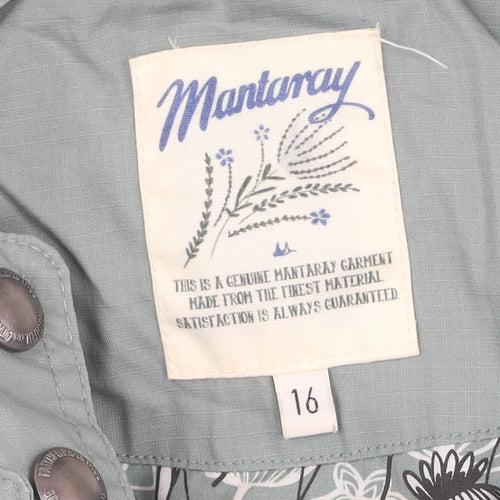 Mantaray
THIS IS A GENUINE MANTARAY GARMENT
MADE FROM THE FINEST MATERIAL
SATISFACTION IS ALWAYS GUARANTEED.
16